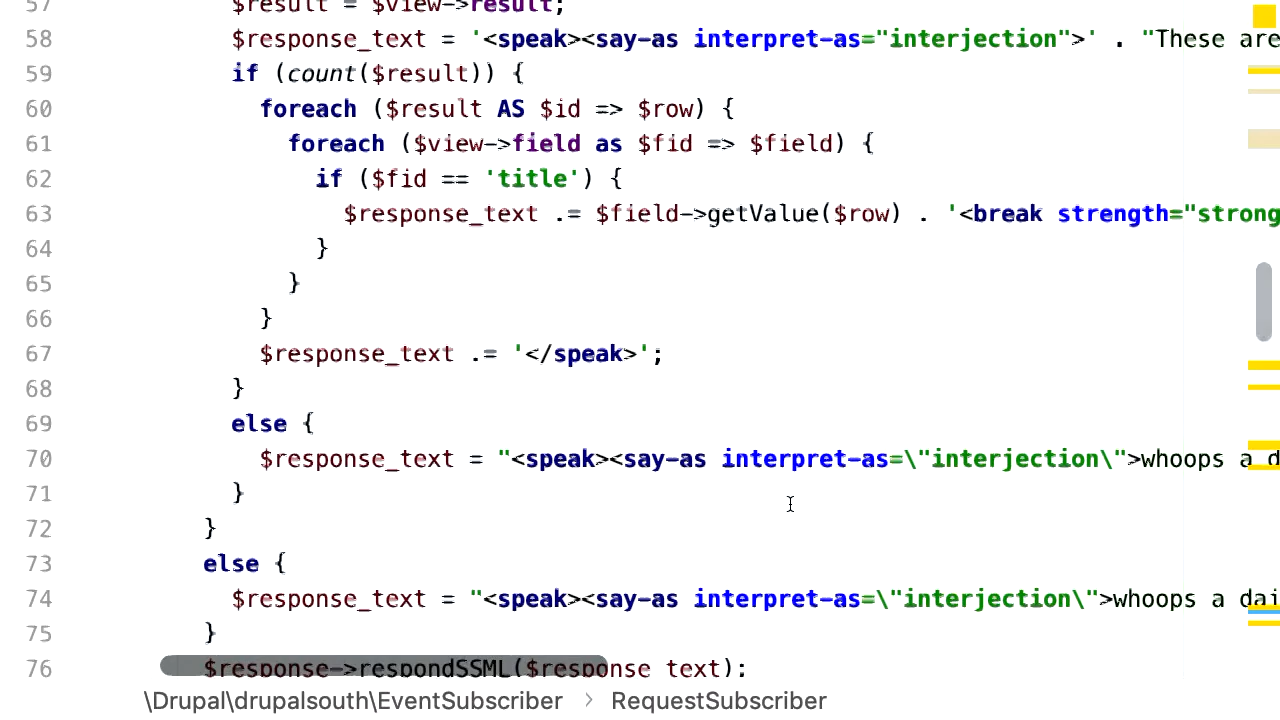 57 $result = $view->result;
58 $response_text = '<speak><say-as interpret-as="interjection">' . "These are
59 if (count($result)) {
60 foreach ($result AS $id => $row) {
61 foreach ($view->field as $fid => $field) {
62 if ($fid == 'title') {
63 $response_text .= $field->getValue($row) . '<break strength="strong
64 }
65 }
66 }
67 $response_text .= '</speak>';
68 }
69 else {
70 $response_text = "<speak><say-as interpret-as=\"interjection\">whoops a d
71 }
72 }
73 else {
74 $response_text = "<speak><say-as interpret-as=\"interjection\">whoops a dai
75 }
76 $response->respondSSML($response_text);
\Drupal\drupalsouth\EventSubscriber > RequestSubscriber